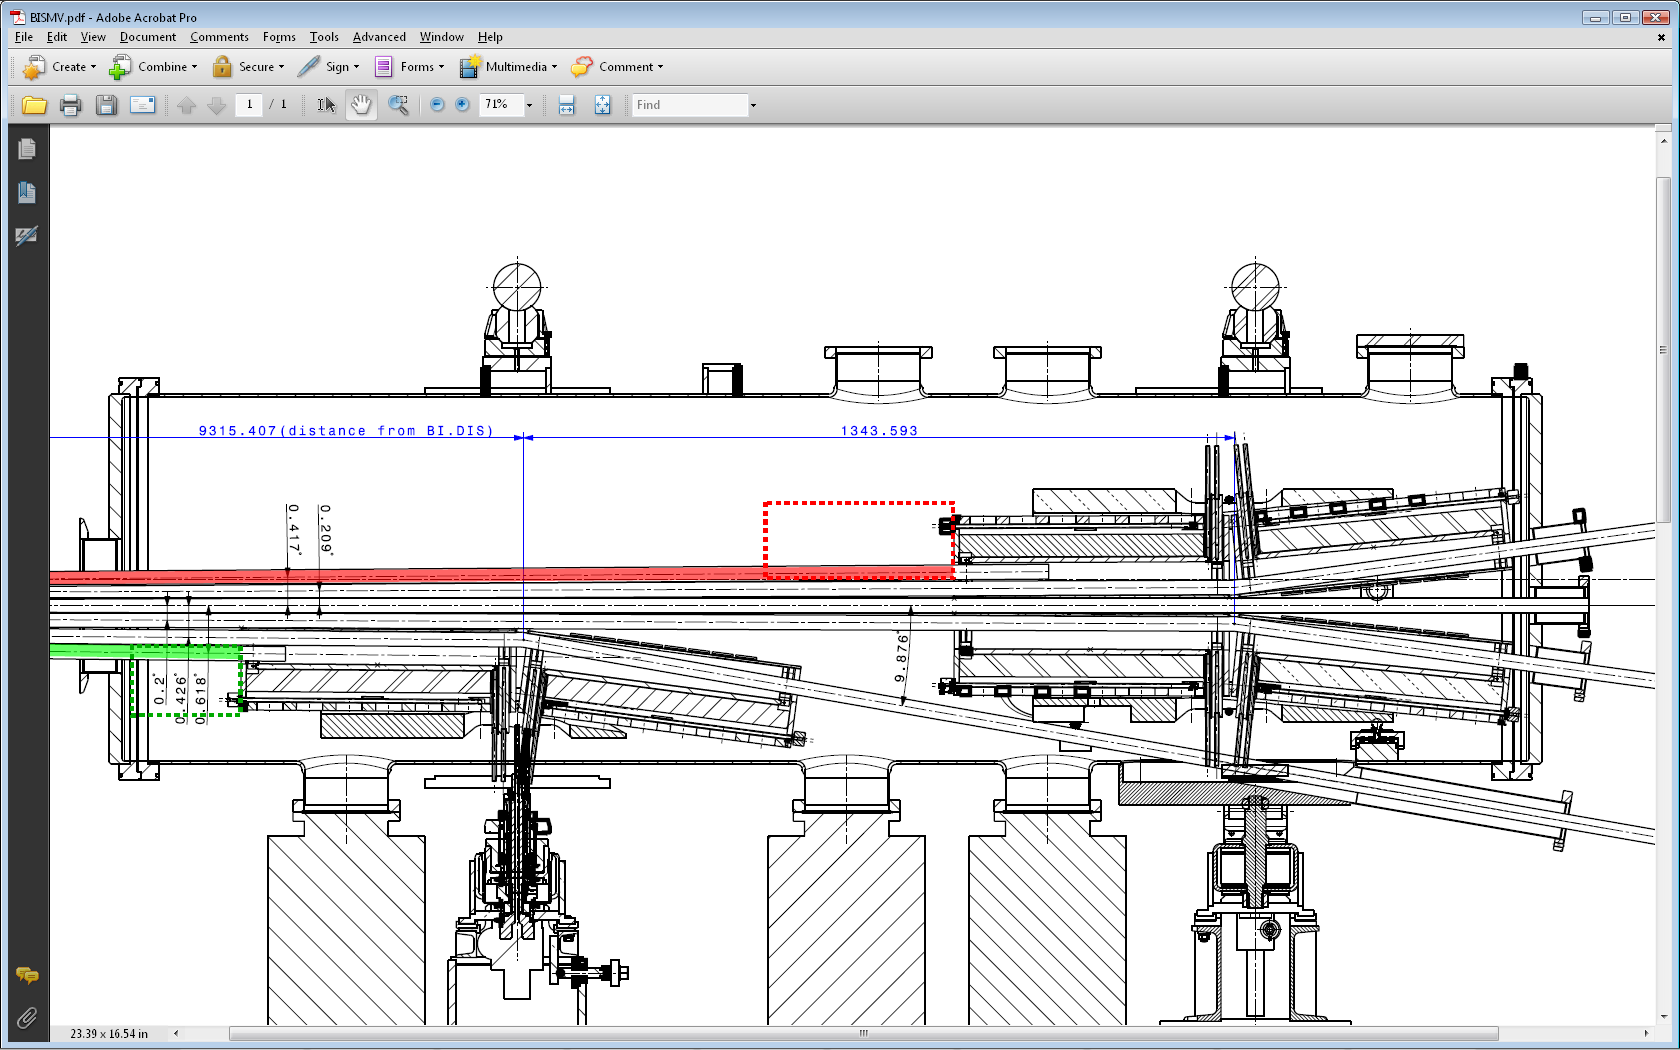 BISMV.pdf - Adobe Acrobat Pro
File Edit View Document Comments Forms Tools Advanced Window Help
Create Combine Secure Sign Forms Multimedia Comment
1 / 1 71% Find
9315.407(distance from BI.DIS) 1343.593
0.417°
0.209°
0.2°
0.426°
0.618°
9.876°
23.39 x 16.54 in